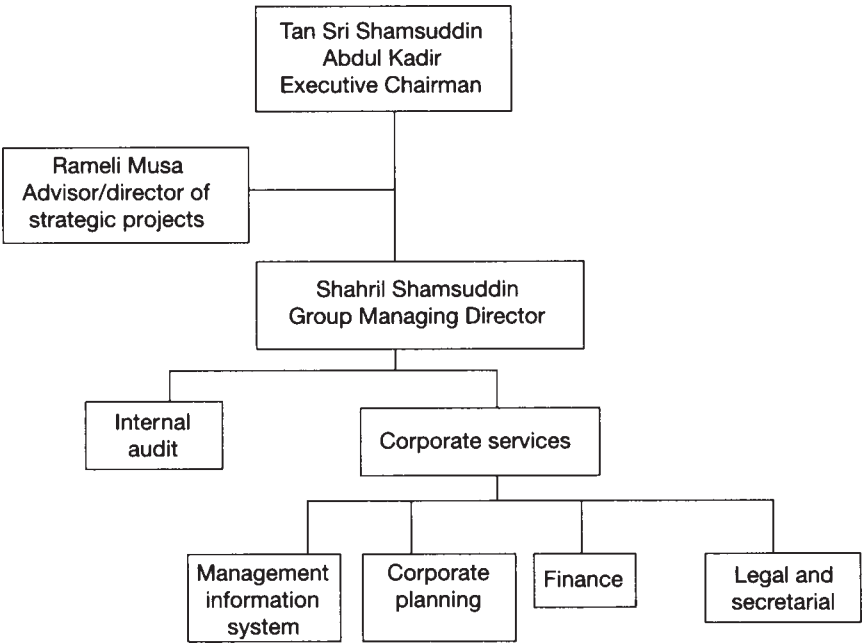 Tan Sri Shamsuddin
Abdul Kadir
Executive Chairman
Rameli Musa
Advisor/director of
strategic projects
Shahril Shamsuddin
Group Managing Director
Internal
audit
Corporate services
Management
information
system
Corporate
planning
Finance
Legal and
secretarial